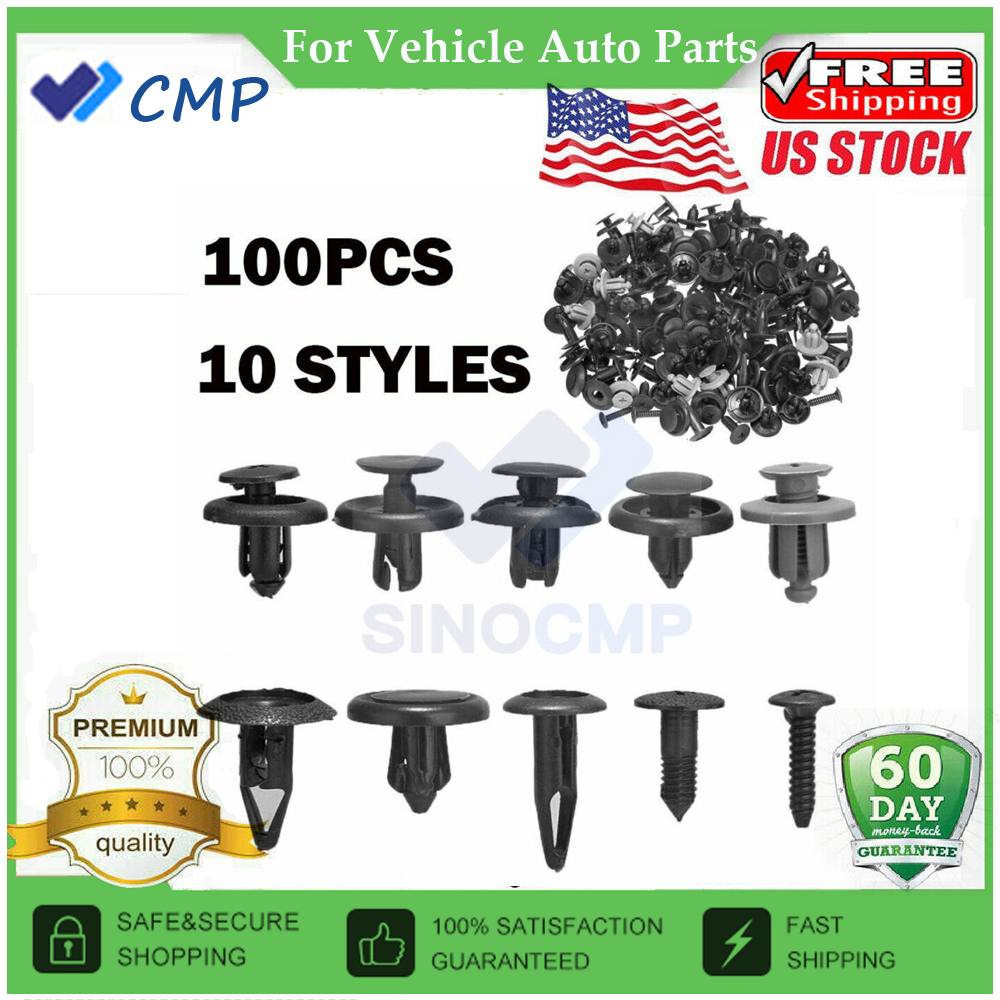 For Vehicle Auto Parts
CMP
FREE
Shipping
US STOCK
100PCS
10 STYLES
SINOCMP
PREMIUM
100%
quality
60
DAY
money-back
GUARANTEE
SAFE&SECURE
SHOPPING
100% SATISFACTION
GUARANTEED
FAST
SHIPPING